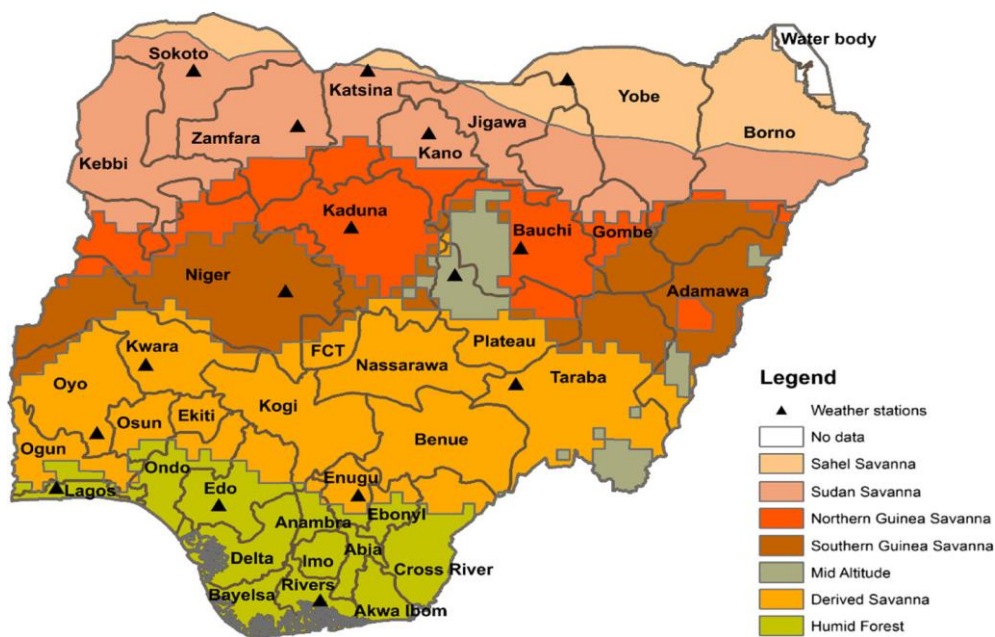 Water body
Sokoto
Katsina
Yobe
Zamfara
Jigawa
Borno
Kano
Kebbi
Kaduna
Bauchi
Gombe
Niger
Adamawa
Kwara
FCT
Plateau
Nassarawa
Taraba
Oyo
Kogi
Osun
Ekiti
Benue
Ogun
Ondo
Enugu
Lagos
Edo
Ebonyl
Anambra
Delta
Imo
Abia
Cross River
Rivers
Bayelsa
Akwa Ibom
Legend
Weather stations
No data
Sahel Savanna
Sudan Savanna
Northern Guinea Savanna
Southern Guinea Savanna
Mid Altitude
Derived Savanna
Humid Forest